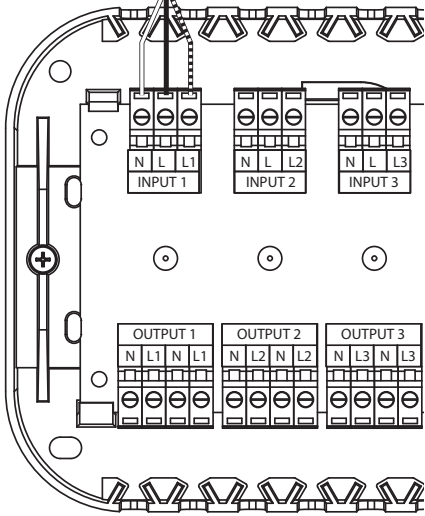 N L L1 N L L2 N L L3
INPUT 1 INPUT 2 INPUT 3
OUTPUT 1 OUTPUT 2 OUTPUT 3
N L1 N L1 N L2 N L2 N L3 N L3